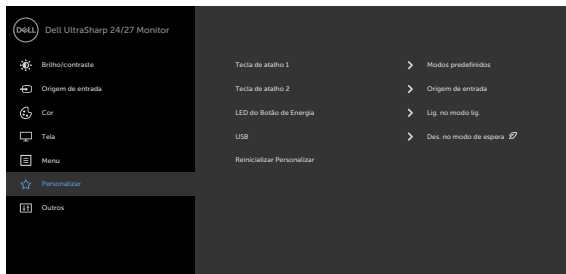 DELL Dell UltraSharp 24/27 Monitor
Brilho/contraste
Origem de entrada
Cor
Tela
Menu
Personalizar
Outros
Tecla de atalho 1 Modos predefinidos
Tecla de atalho 2 Origem de entrada
LED do Botão de Energia Lig. no modo lig.
USB Des. no modo de espera
Reinicializar Personalizar